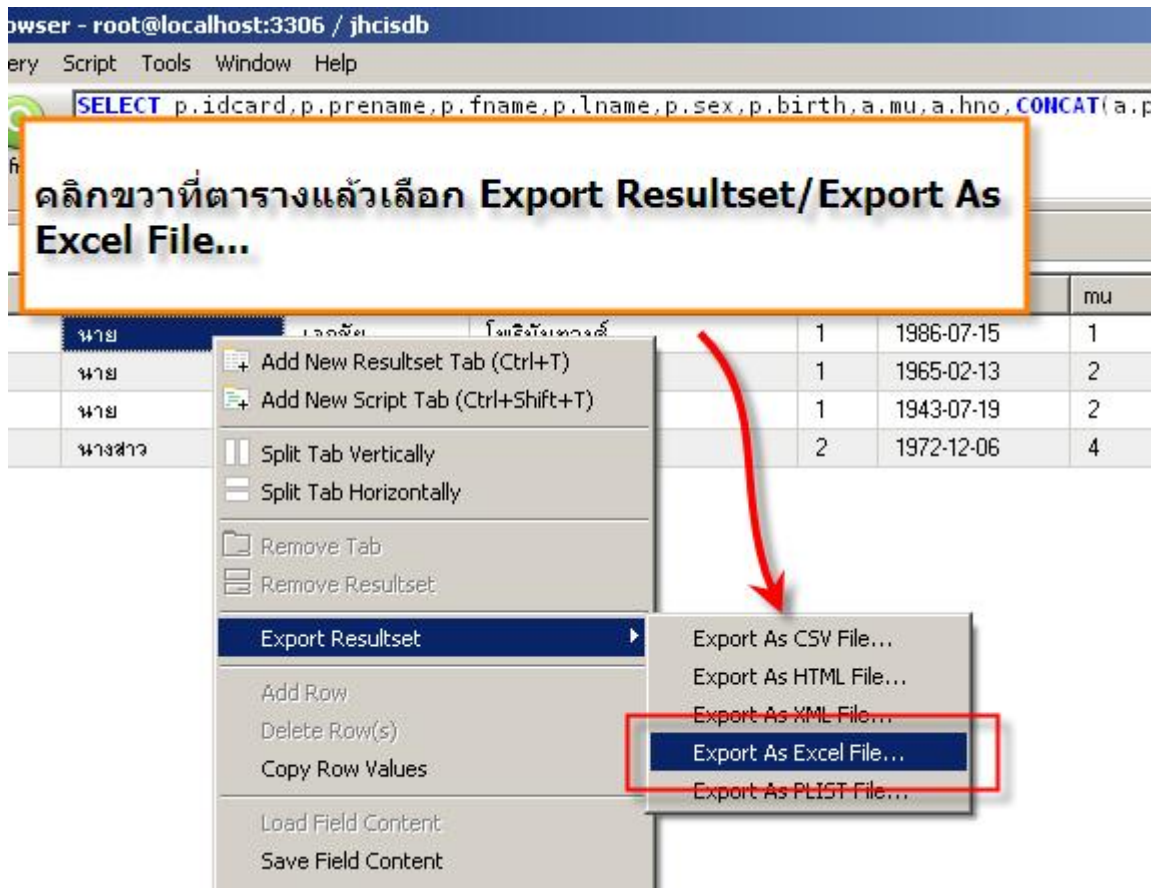 owser - root@localhost:3306 / jhcisdb
ery Script Tools Window Help
SELECT p.idcard,p.prename,p.fname,p.lname,p.sex,p.birth,a.mu,a.hno,CONCAT(a.p
คลิกขวาที่ตารางแล้วเลือก Export Resultset/Export As
Excel File...
mu
นาย 1 1986-07-15 1
นาย 1 1965-02-13 2
นาย 1 1943-07-19 2
นางสาว 2 1972-12-06 4
Add New Resultset Tab (Ctrl+T)
Add New Script Tab (Ctrl+Shift+T)
Split Tab Vertically
Split Tab Horizontally
Remove Tab
Remove Resultset
Export Resultset
Add Row
Delete Row(s)
Copy Row Values
Load Field Content
Save Field Content
Export As CSV File...
Export As HTML File...
Export As XML File...
Export As Excel File...
Export As PLIST File...